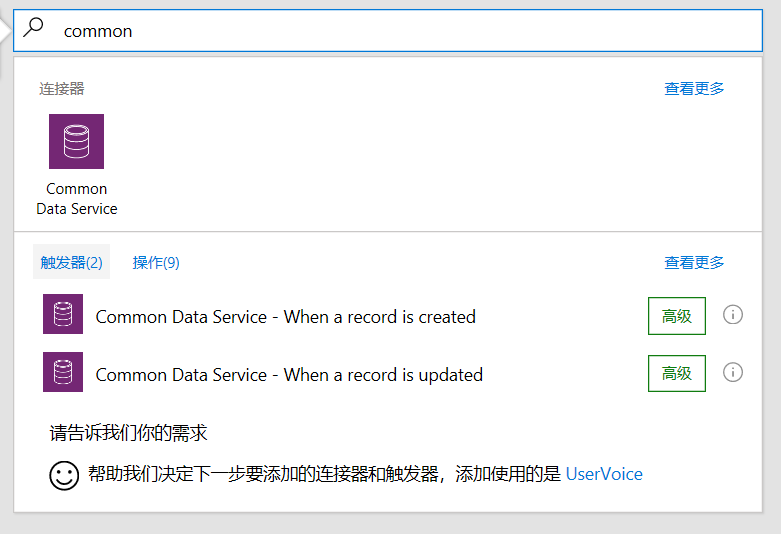 common
连接器
查看更多
Common
Data Service
触发器(2)
操作(9)
查看更多
Common Data Service - When a record is created
高级
Common Data Service - When a record is updated
高级
请告诉我们你的需求
帮助我们决定下一步要添加的连接器和触发器，添加使用的是 UserVoice